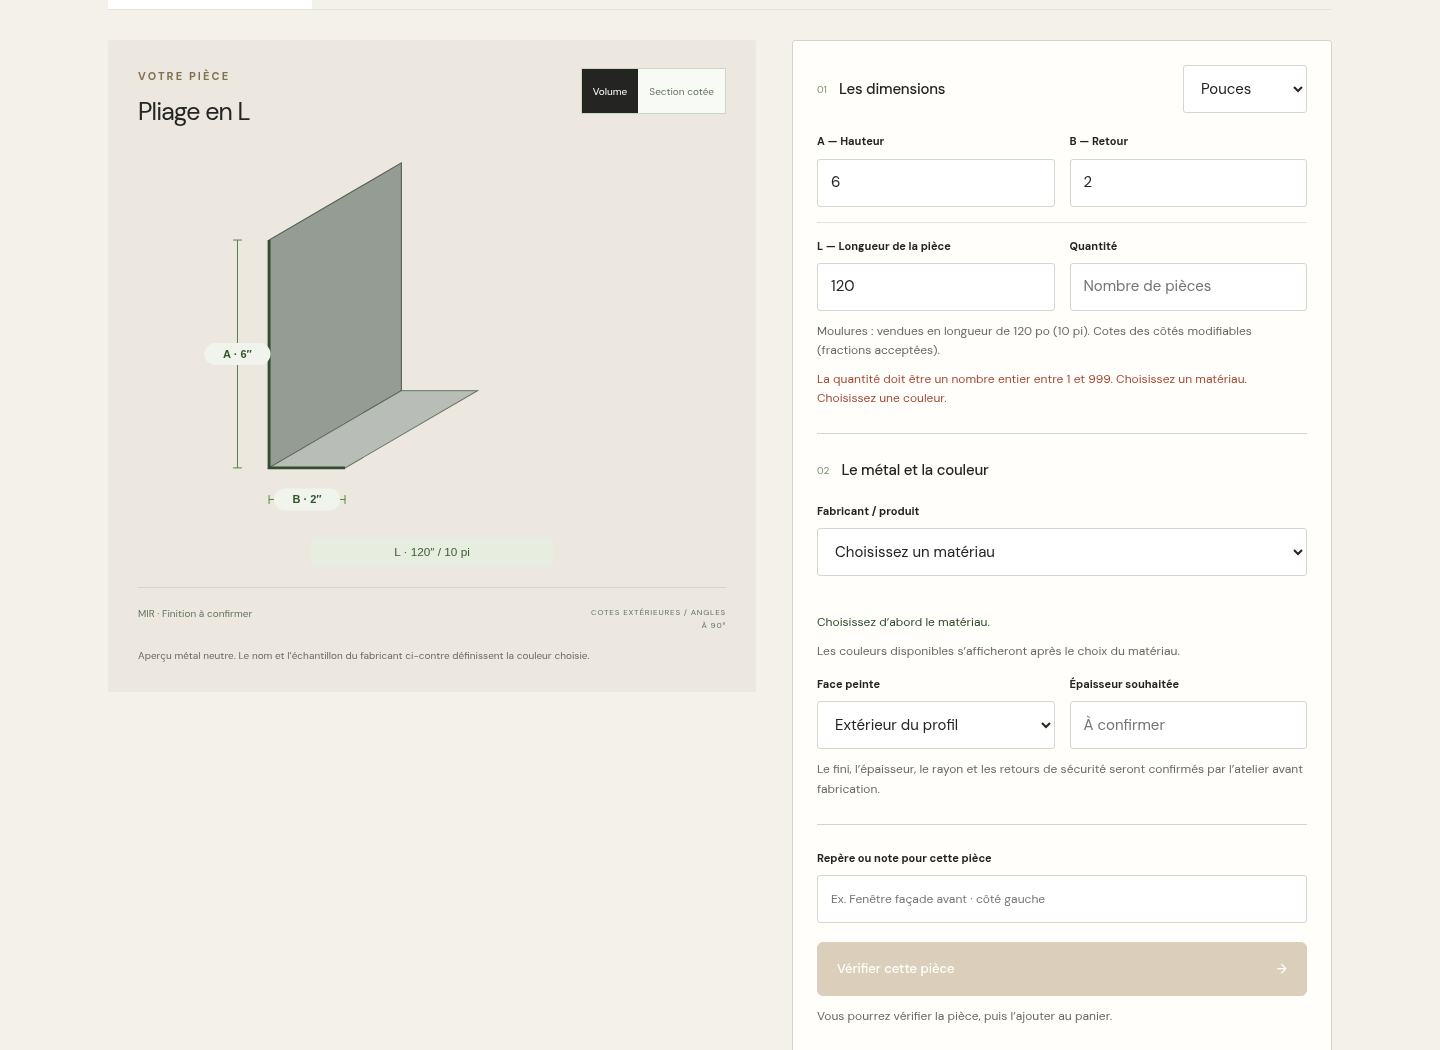 VOTRE PIÈCE
Pliage en L
Volume
Section cotée
A · 6″
B · 2″
L · 120″ / 10 pi
MIR · Finition à confirmer
COTES EXTÉRIEURES / ANGLES
À 90°
Aperçu métal neutre. Le nom et l’échantillon du fabricant ci-contre définissent la couleur choisie.
01 Les dimensions
Pouces
A — Hauteur
B — Retour
6
2
L — Longueur de la pièce
Quantité
120
Nombre de pièces
Moulures : vendues en longueur de 120 po (10 pi). Cotes des côtés modifiables
(fractions acceptées).
La quantité doit être un nombre entier entre 1 et 999. Choisissez un matériau.
Choisissez une couleur.
02 Le métal et la couleur
Fabricant / produit
Choisissez un matériau
Choisissez d’abord le matériau.
Les couleurs disponibles s’afficheront après le choix du matériau.
Face peinte
Épaisseur souhaitée
Extérieur du profil
À confirmer
Le fini, l’épaisseur, le rayon et les retours de sécurité seront confirmés par l’atelier avant
fabrication.
Repère ou note pour cette pièce
Ex. Fenêtre façade avant · côté gauche
Vérifier cette pièce →
Vous pourrez vérifier la pièce, puis l’ajouter au panier.